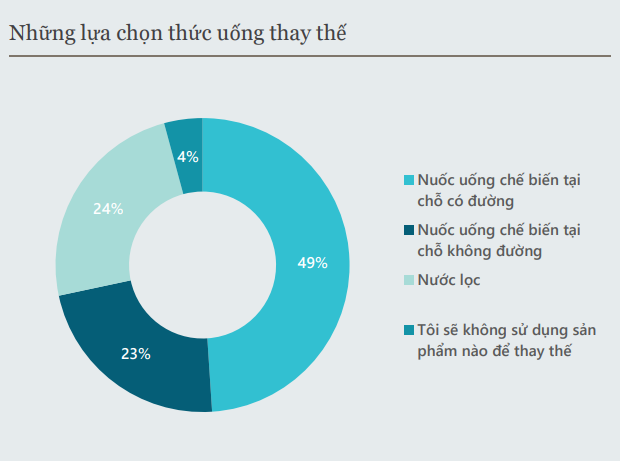 Những lựa chọn thức uống thay thế
4%
24%
49%
23%
Nuốc uống chế biến tại
chỗ có đường
Nuốc uống chế biến tại
chỗ không đường
Nước lọc
Tôi sẽ không sử dụng sản
phẩm nào để thay thế